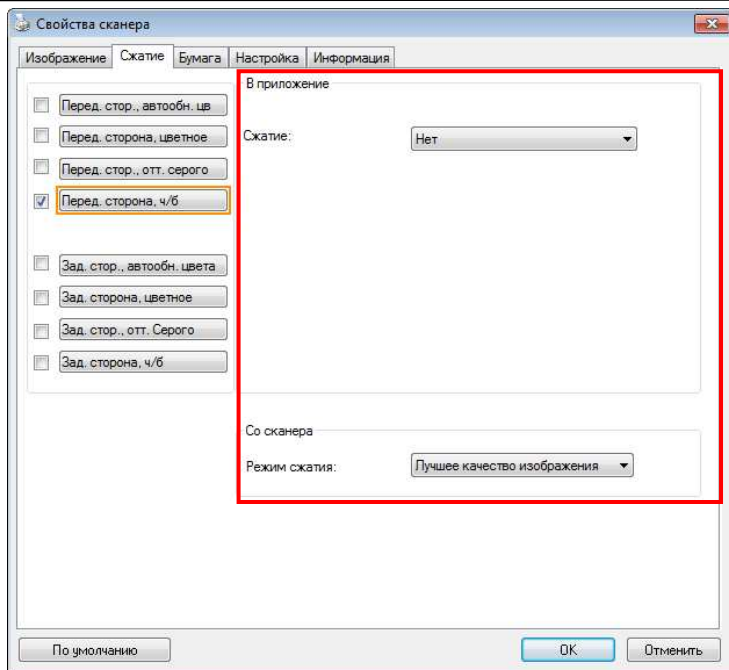 Свойства сканера
Изображение Сжатие Бумага Настройка Информация
В приложение
Перед. стор., автообн. цв
Перед. сторона, цветное
Сжатие: Нет
Перед. стор., отт. серого
Перед. сторона, ч/б
Зад. стор., автообн. цвета
Зад. сторона, цветное
Зад. стор., отт. Серого
Зад. сторона, ч/б
Со сканера
Режим сжатия: Лучшее качество изображения
По умолчанию OK Отменить